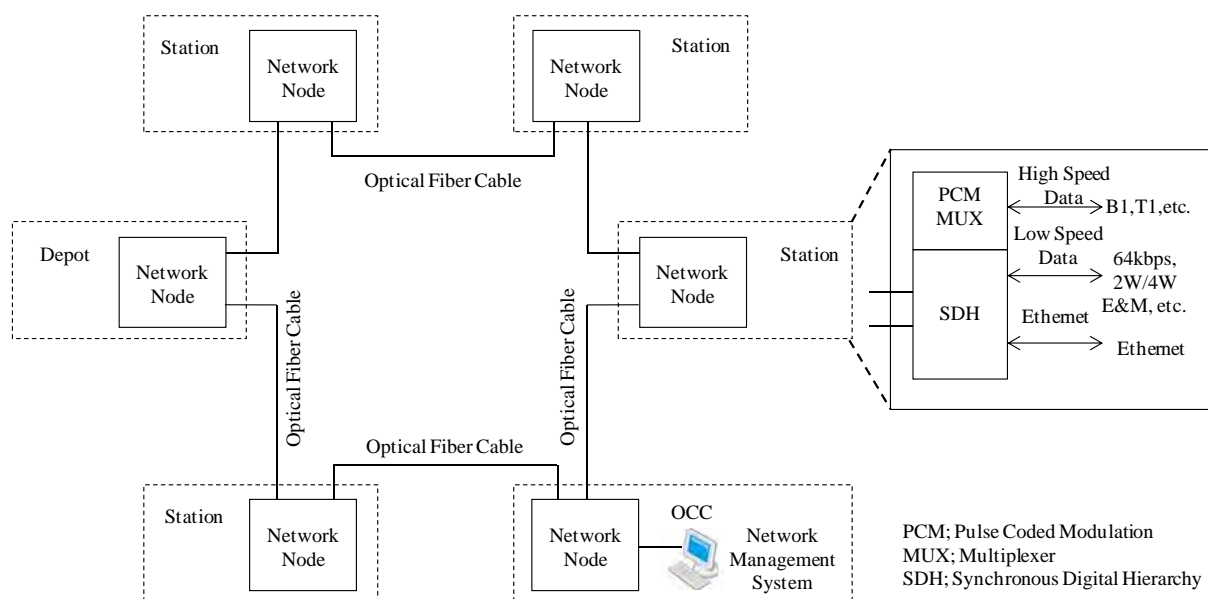 Station
Network
Node
Network
Node
Station
Optical Fiber Cable
Depot
Network
Node
Network
Node
Station
PCM
MUX
High Speed
Data
B1,T1,etc.
Low Speed
Data
64kbps,
2W/4W
E&M, etc.
SDH
Ethernet
Ethernet
Optical Fiber Cable
Optical Fiber Cable
Optical Fiber Cable
Station
Network
Node
Network
Node
OCC
Network
Management
System
PCM; Pulse Coded Modulation
MUX; Multiplexer
SDH; Synchronous Digital Hierarchy